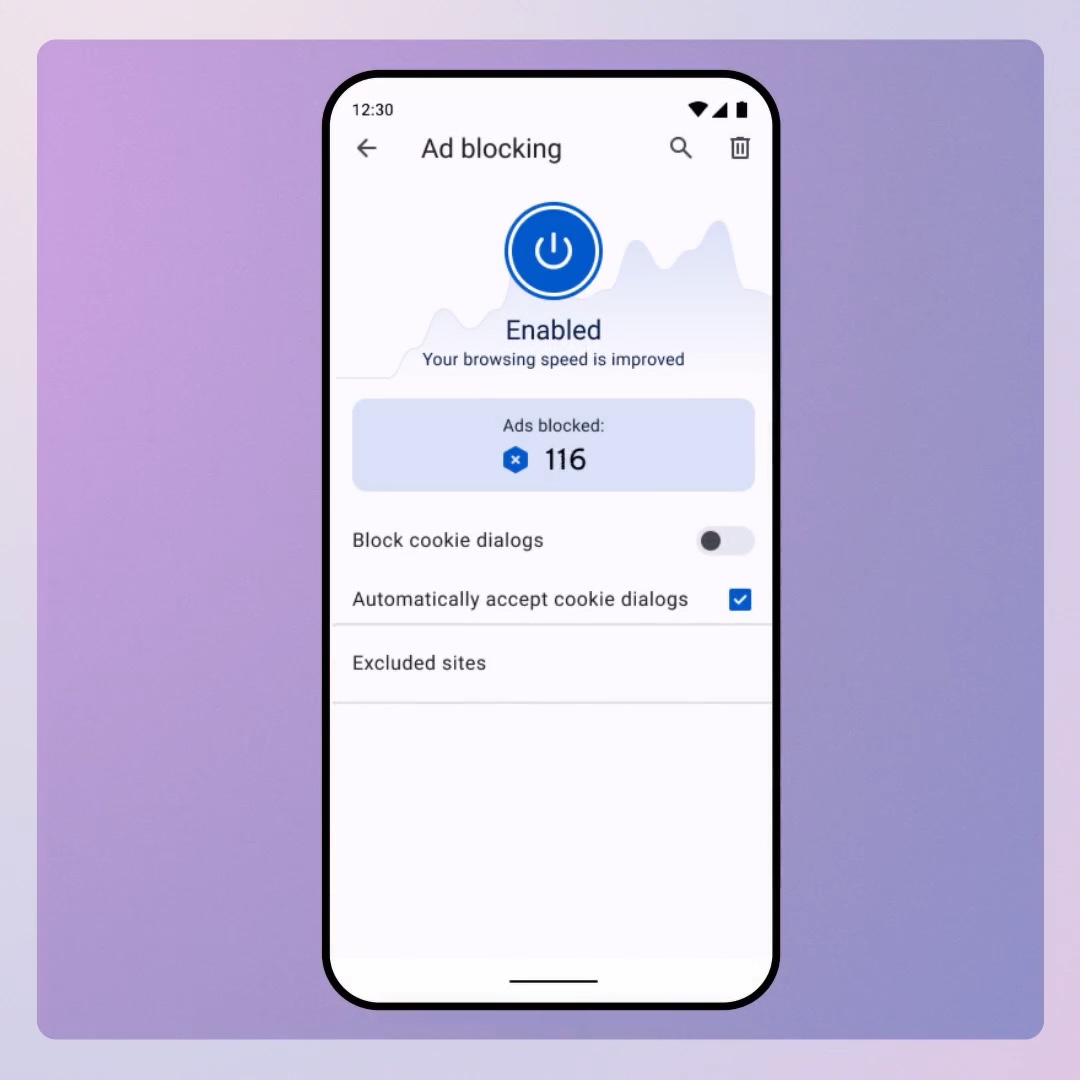 12:30
Ad blocking
Enabled
Your browsing speed is improved
Ads blocked:
116
Block cookie dialogs
Automatically accept cookie dialogs
Excluded sites